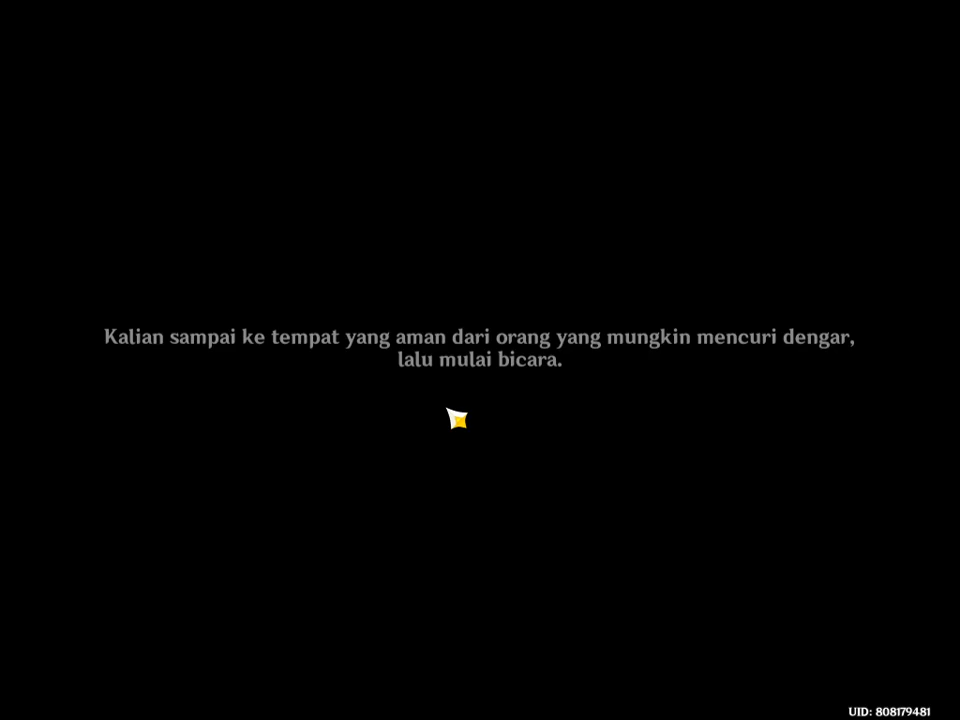 Kalian sampai ke tempat yang aman dari orang yang mungkin mencuri dengar,
lalu mulai bicara.
UID: 808179481